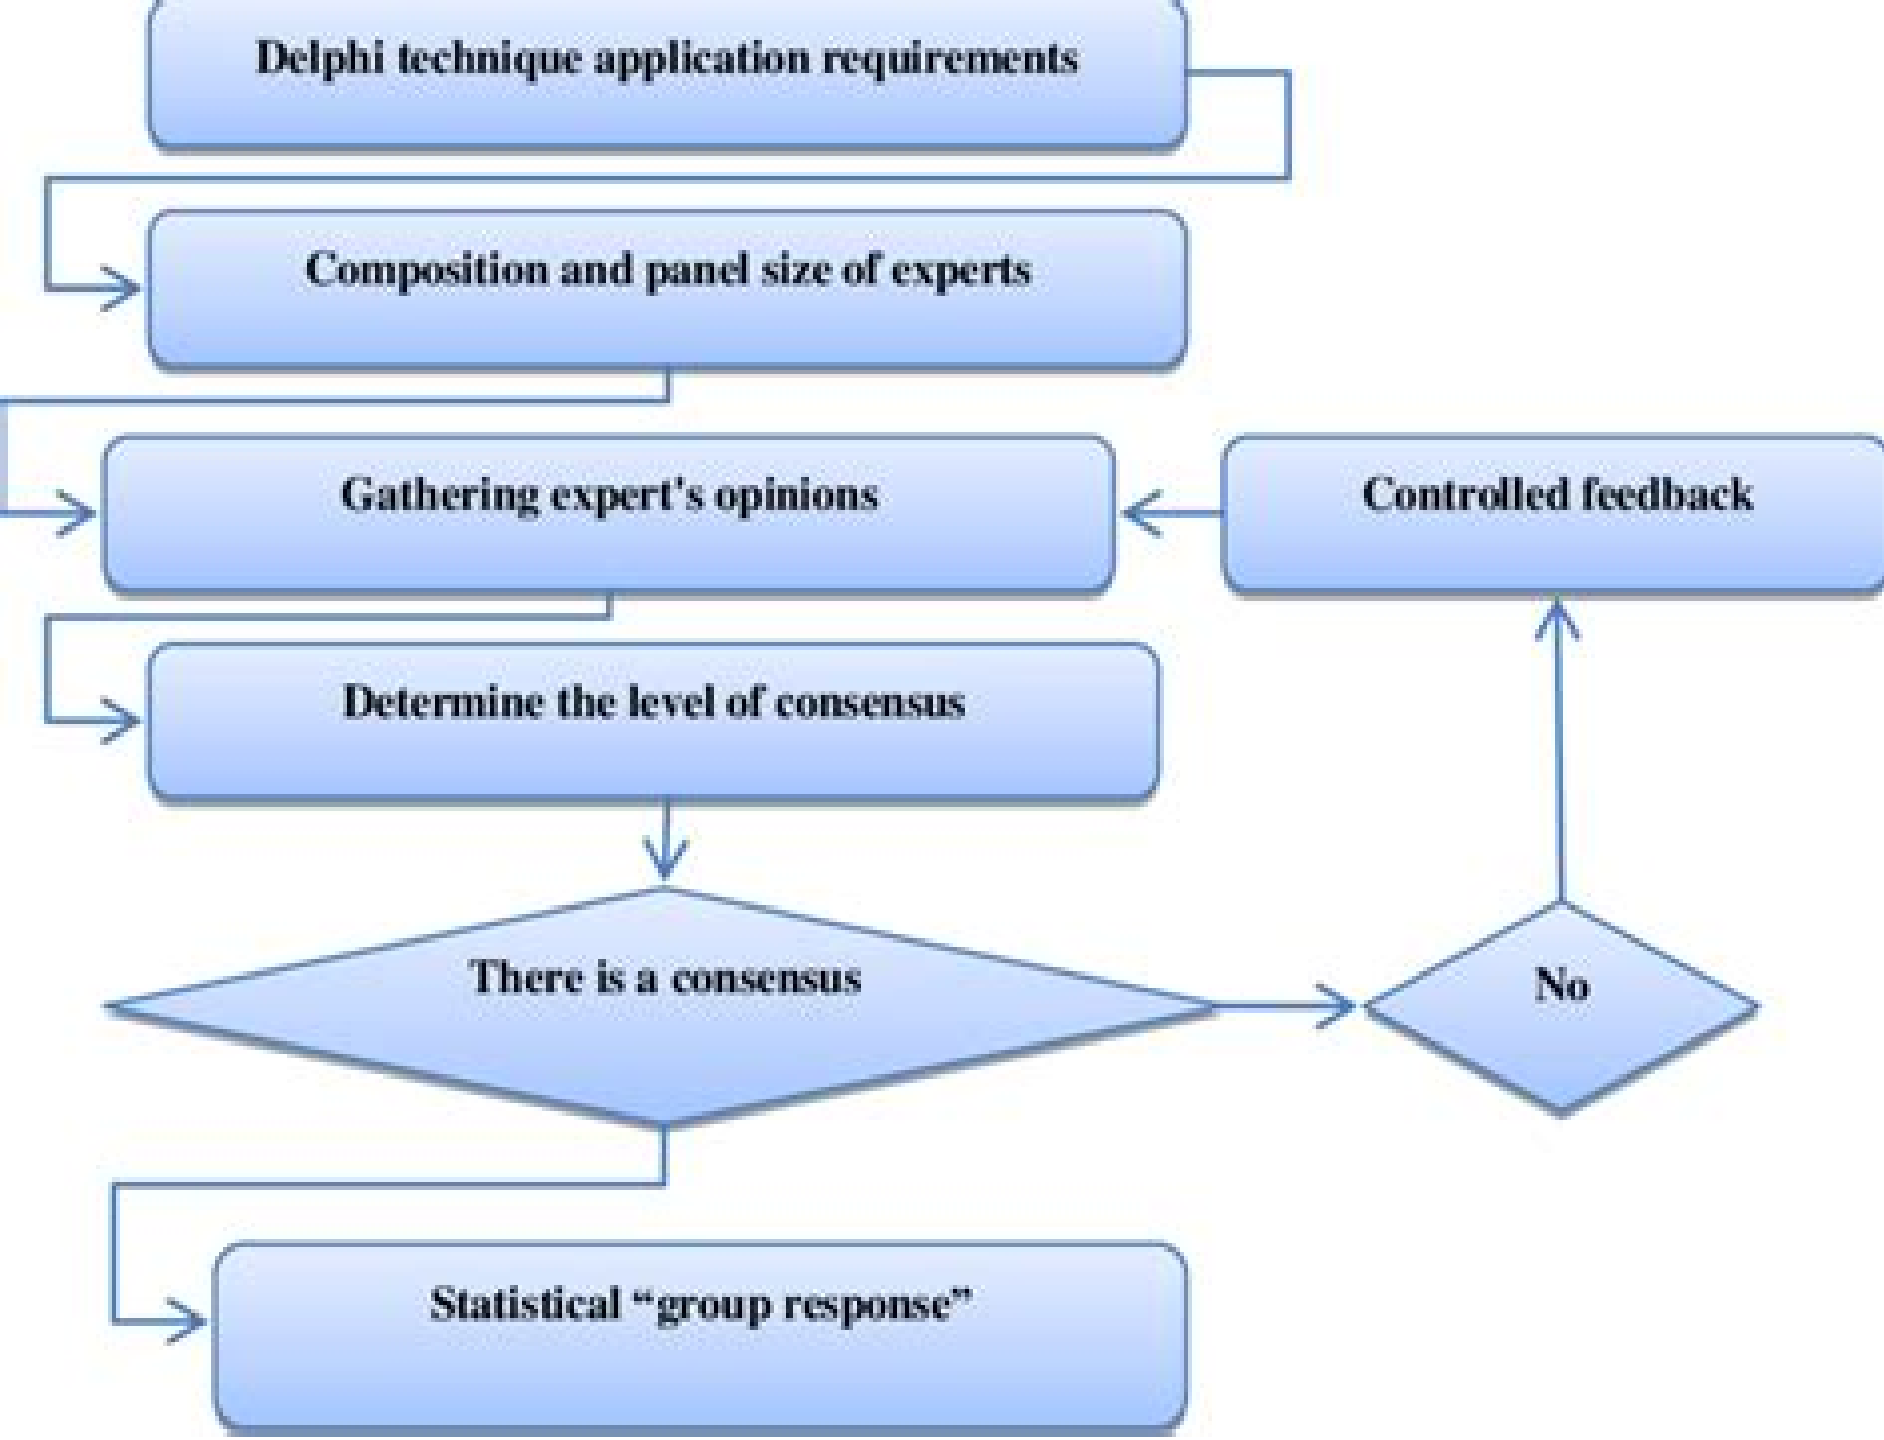 Delphi technique application requirements
Composition and panel size of experts
Gathering expert's opinions
Controlled feedback
Determine the level of consensus
There is a consensus
No
Statistical “group response”